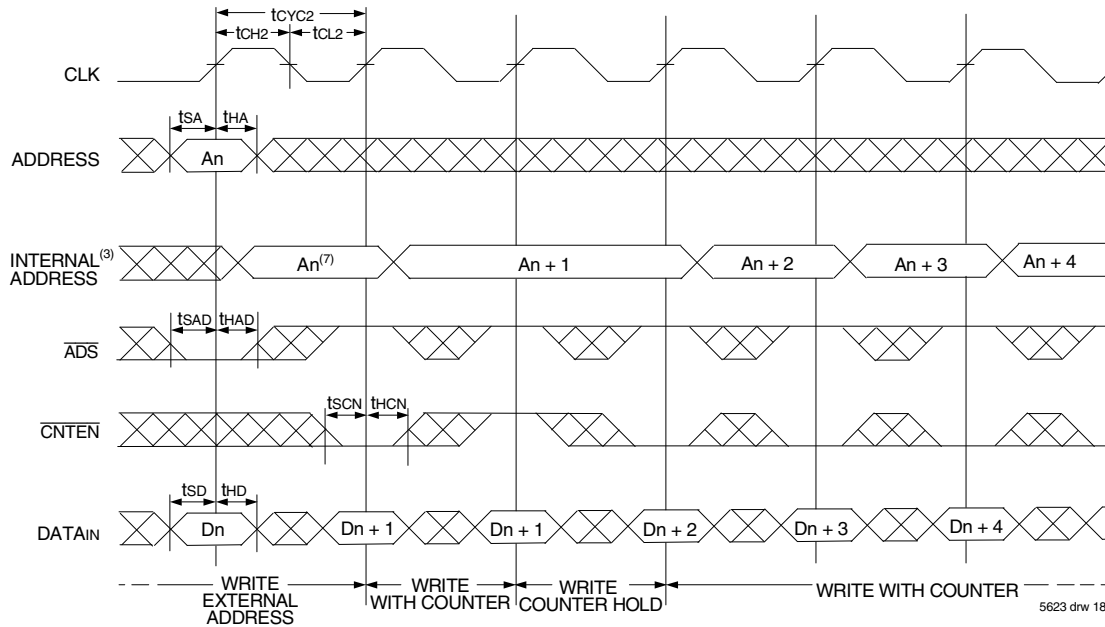 tCYC2
tCH2 tCL2
CLK
tSA tHA
ADDRESS An
INTERNAL(3)
ADDRESS
An(7) An + 1 An + 2 An + 3 An + 4
tSAD tHAD
ADS
tSCN tHCN
CNTEN
tSD tHD
DATAIN Dn Dn + 1 Dn + 1 Dn + 2 Dn + 3 Dn + 4
WRITE
EXTERNAL
ADDRESS
WRITE
WITH COUNTER
WRITE
COUNTER HOLD
WRITE WITH COUNTER
5623 drw 18